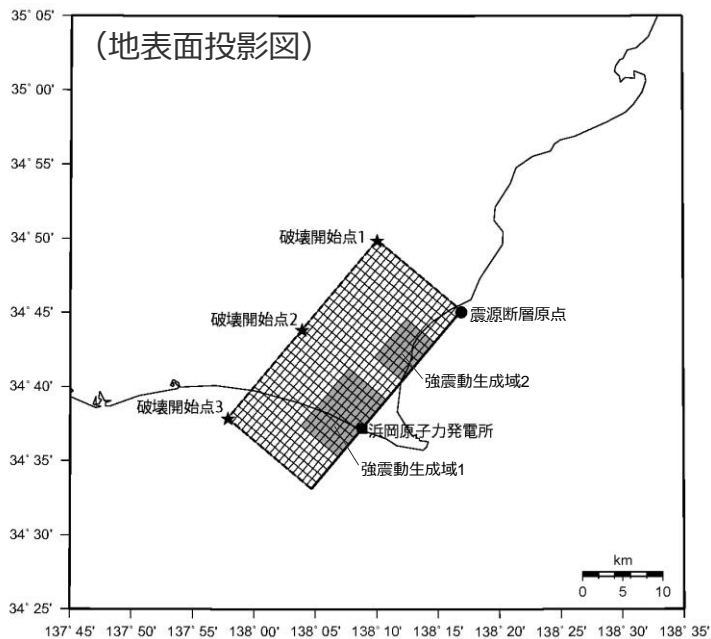 (地表面投影図)
35° 05'
35° 00'
34° 55'
34° 50'
34° 45'
34° 40'
34° 35'
34° 30'
34° 25'
破壊開始点1
破壊開始点2
震源断層原点
強震動生成域2
破壊開始点3
浜岡原子力発電所
強震動生成域1
km
0 5 10
137° 45' 137° 50' 137° 55' 138° 00' 138° 05' 138° 10' 138° 15' 138° 20' 138° 25' 138° 30' 138° 35'